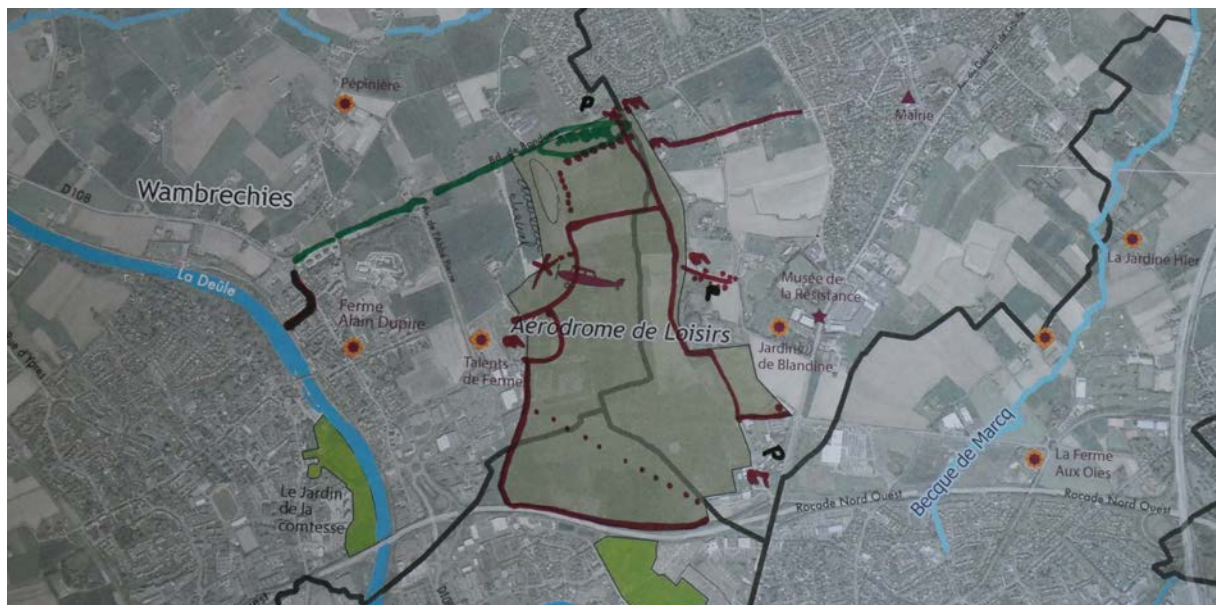 Pépinière
Mairie
D108
Wambrechies
La Deûle
La Jardine Hier
Musée de
la Résistance
Ferme
Alain Dupire
P
P
P
Aérodrome de Loisirs
Talents
de Ferme
Jardins
de Blandine
La Ferme
Aux Oies
Becque de Marcq
Rocade Nord Ouest
Rocade Nord Ouest
Le Jardin
de la
comtesse